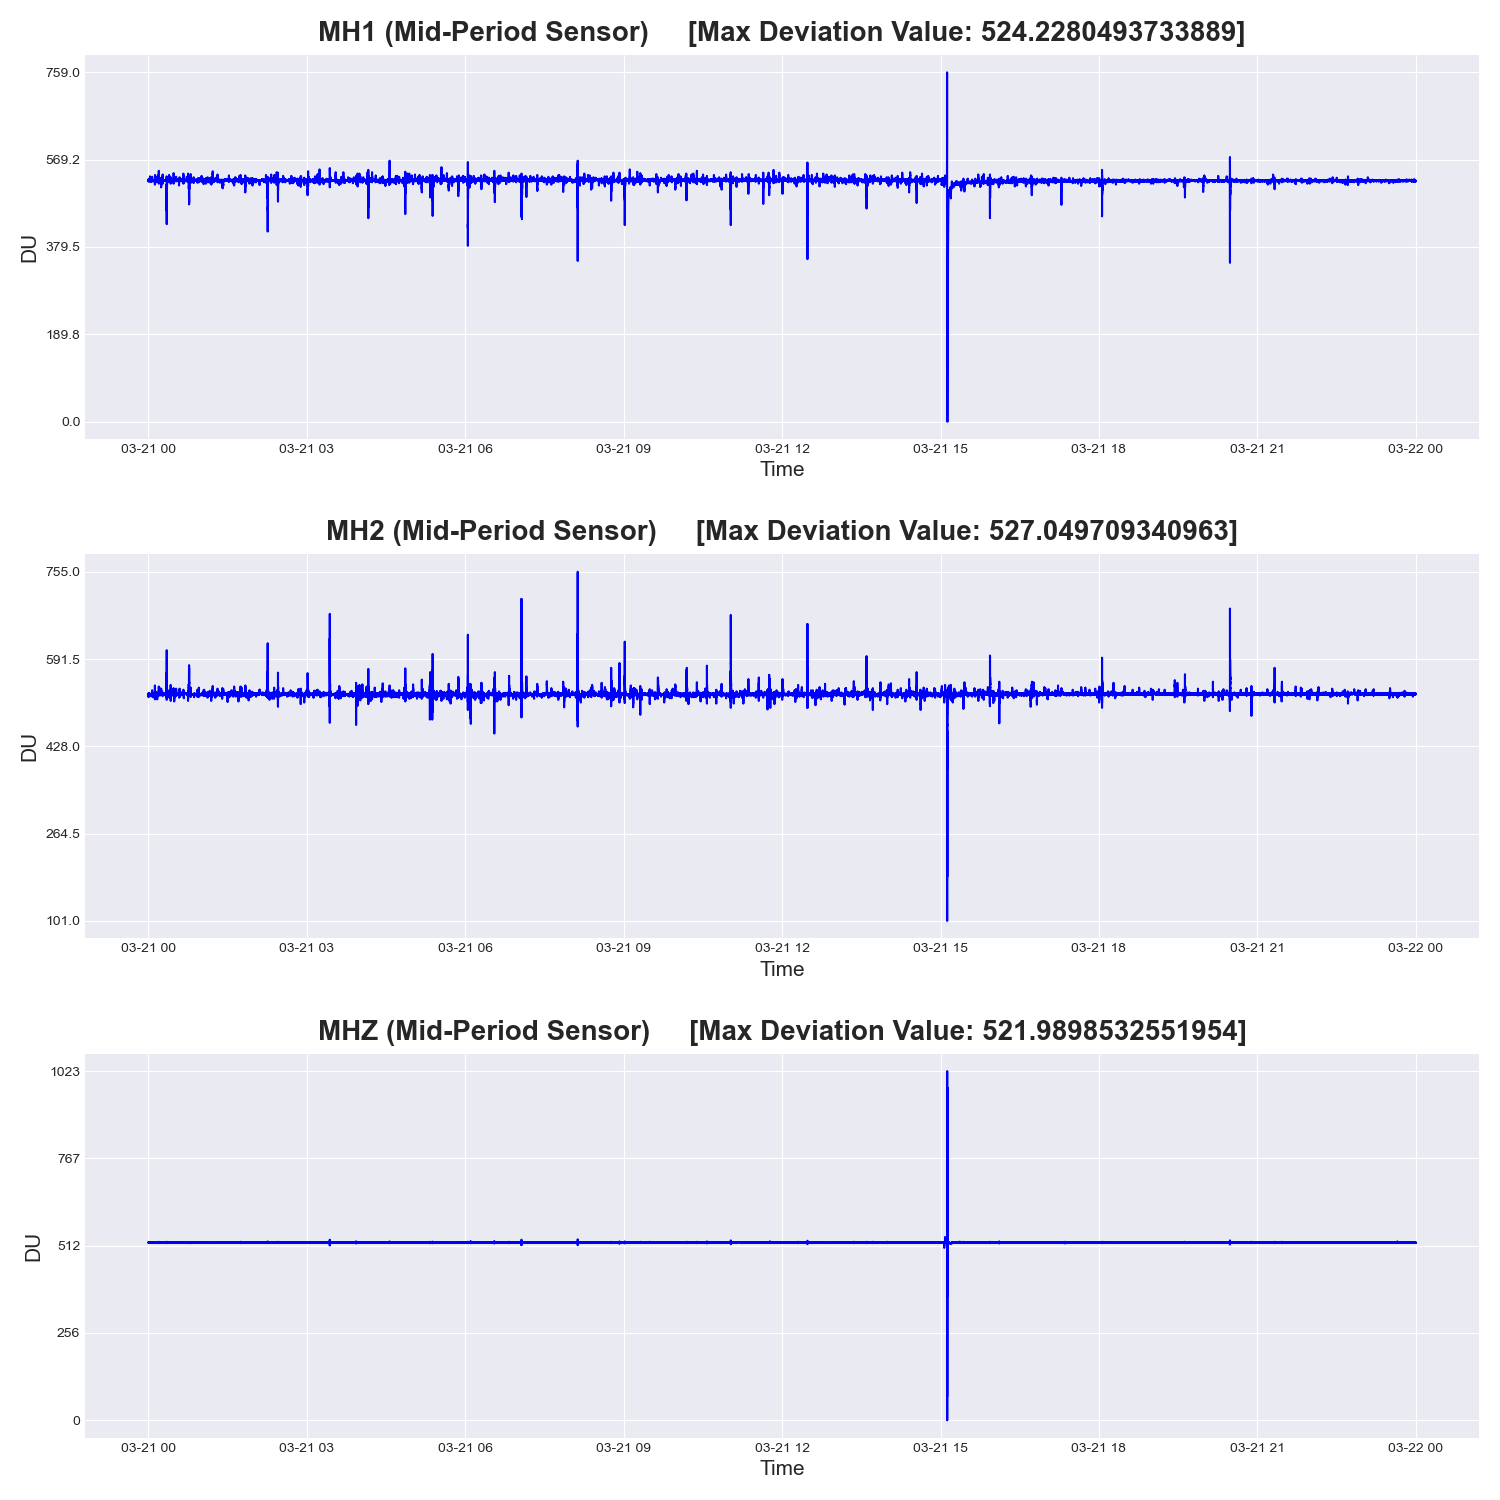 MH1 (Mid-Period Sensor) [Max Deviation Value: 524.2280493733889]
759.0
569.2
379.5
189.8
0.0
DU
03-21 00 03-21 03 03-21 06 03-21 09 03-21 12 03-21 15 03-21 18 03-21 21 03-22 00
Time
MH2 (Mid-Period Sensor) [Max Deviation Value: 527.049709340963]
755.0
591.5
428.0
264.5
101.0
DU
03-21 00 03-21 03 03-21 06 03-21 09 03-21 12 03-21 15 03-21 18 03-21 21 03-22 00
Time
MHZ (Mid-Period Sensor) [Max Deviation Value: 521.9898532551954]
1023
767
512
256
0
DU
03-21 00 03-21 03 03-21 06 03-21 09 03-21 12 03-21 15 03-21 18 03-21 21 03-22 00
Time